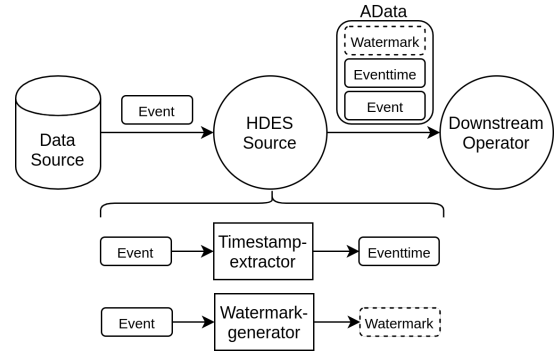 AData
Watermark
Eventtime
Event
Event
Data
Source
HDES
Source
Downstream
Operator
Event
Timestamp-
extractor
Eventtime
Event
Watermark-
generator
Watermark